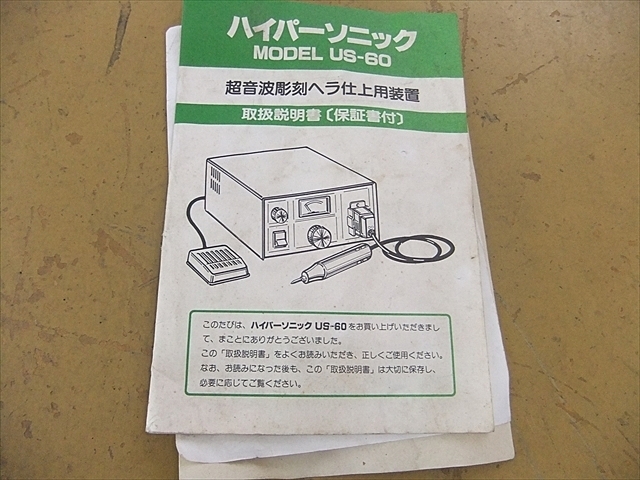 ハイパーソニック
MODEL US-60
超音波彫刻ヘラ仕上用装置
取扱説明書〔保証書付〕
このたびは、ハイパーソニック US-60 をお買い上げいただきまし
て、まことにありがとうございました。
この「取扱説明書」をよくお読みいただき、正しくご使用ください。
なお、お読みになった後も、この「取扱説明書」は大切に保存し、
必要に応じてご覧ください。